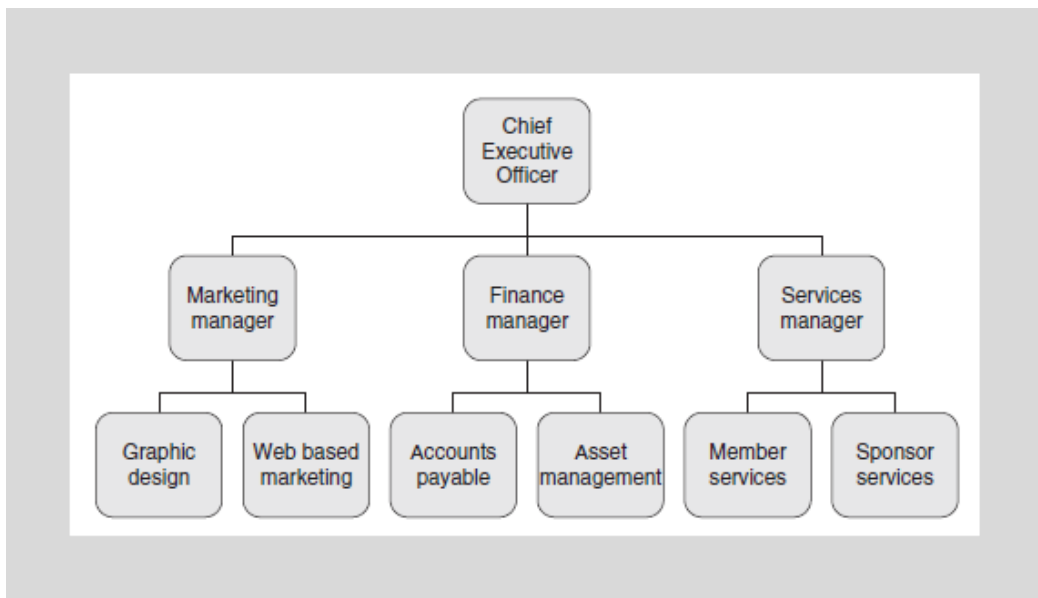 Chief
Executive
Officer
Marketing
manager
Finance
manager
Services
manager
Graphic
design
Web based
marketing
Accounts
payable
Asset
management
Member
services
Sponsor
services